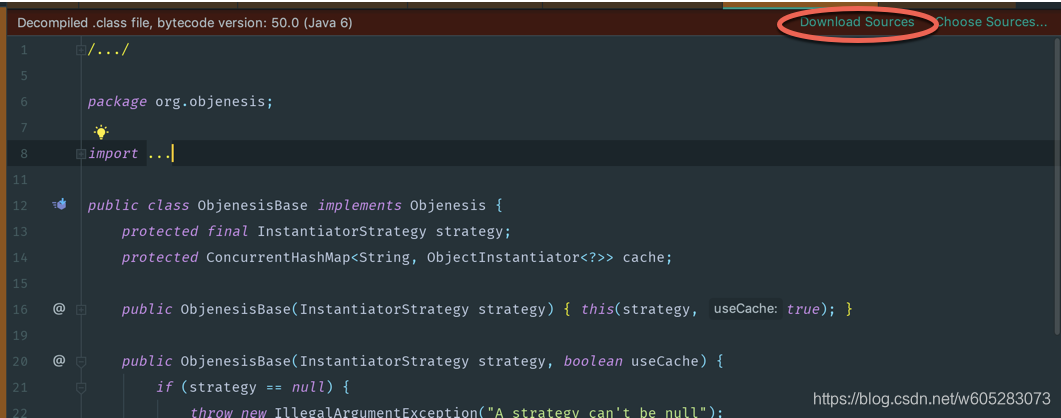 Decompiled .class file, bytecode version: 50.0 (Java 6) Download Sources Choose Sources...
1 /.../
5
6 package org.objenesis;
7
8 import ...
11
12 public class ObjenesisBase implements Objenesis {
13 protected final InstantiatorStrategy strategy;
14 protected ConcurrentHashMap<String, ObjectInstantiator<?>> cache;
15
16 @ public ObjenesisBase(InstantiatorStrategy strategy) { this(strategy, useCache: true); }
19
20 @ public ObjenesisBase(InstantiatorStrategy strategy, boolean useCache) {
21 if (strategy == null) {
22 throw new IllegalArgumentException("A strategy can't be null");
https://blog.csdn.net/w605283073